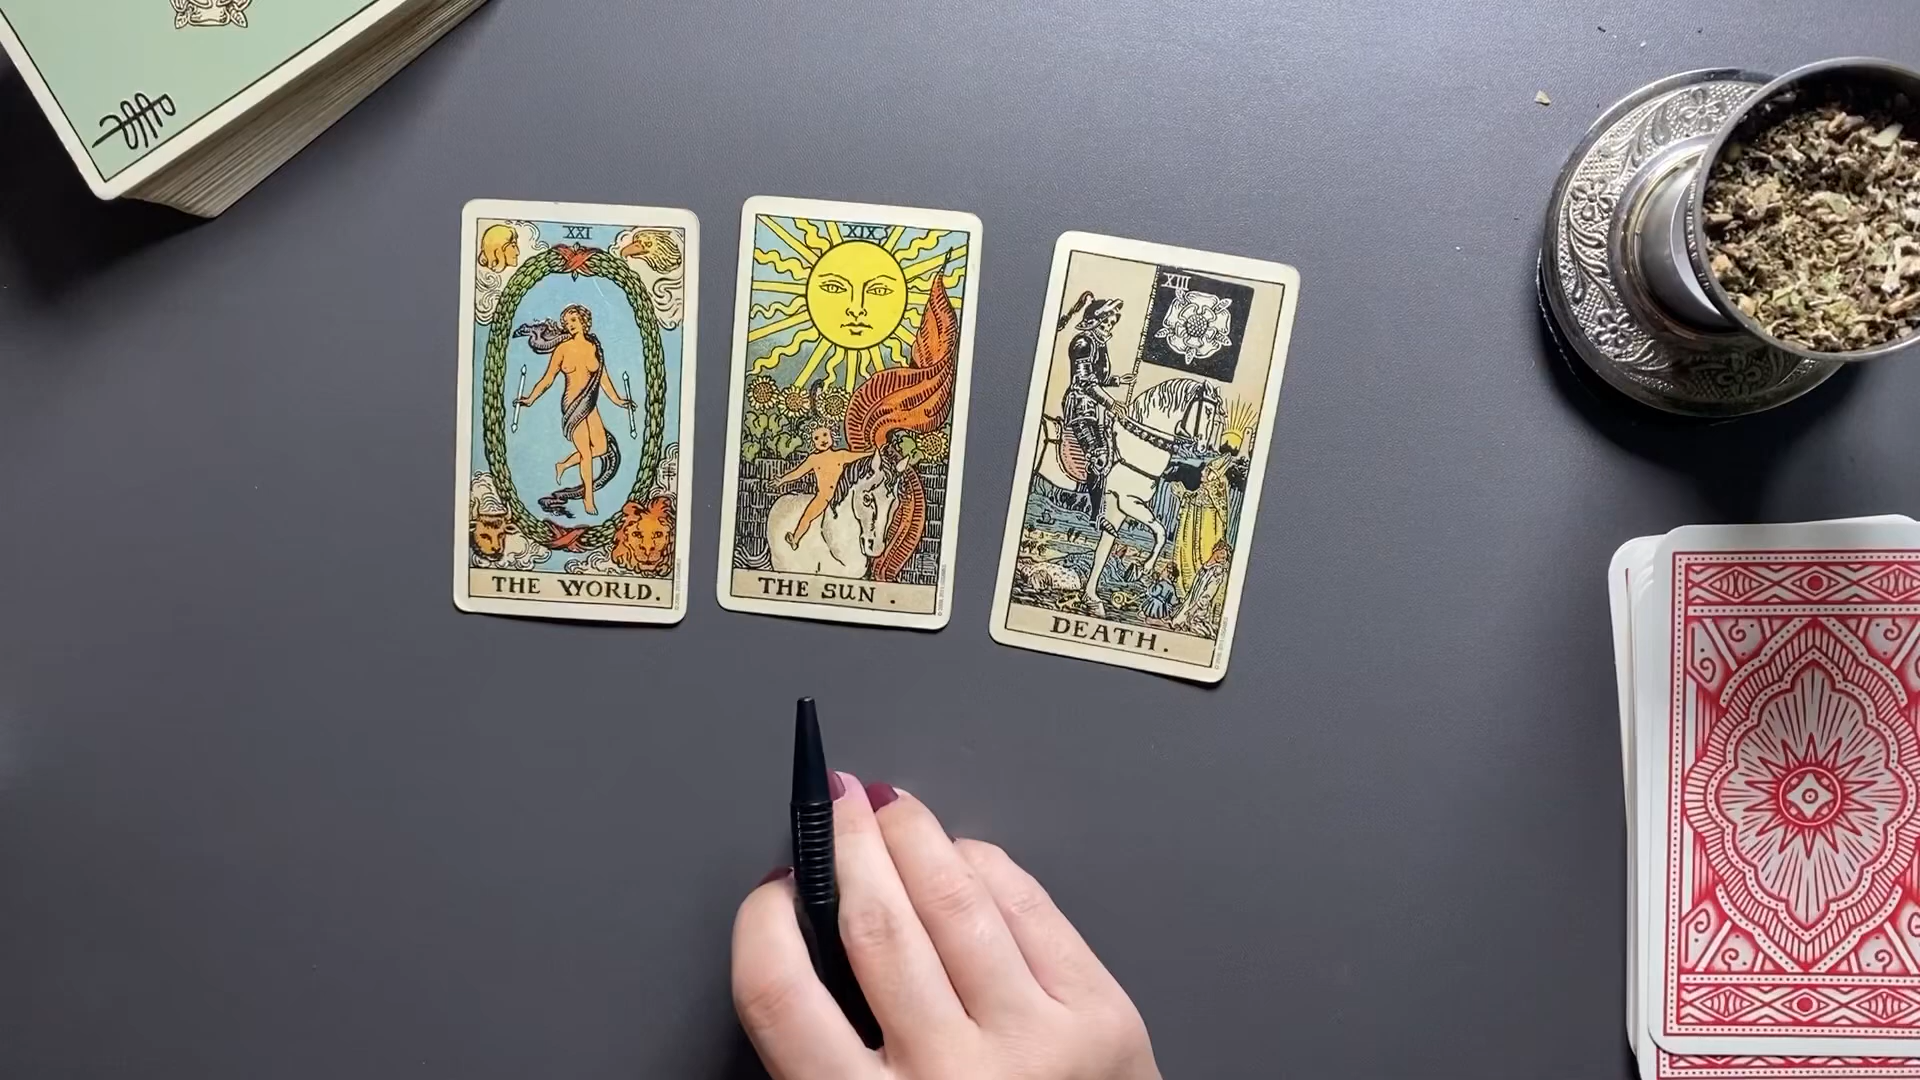 XXI
THE WORLD.
XIX
THE SUN .
XIII
DEATH.